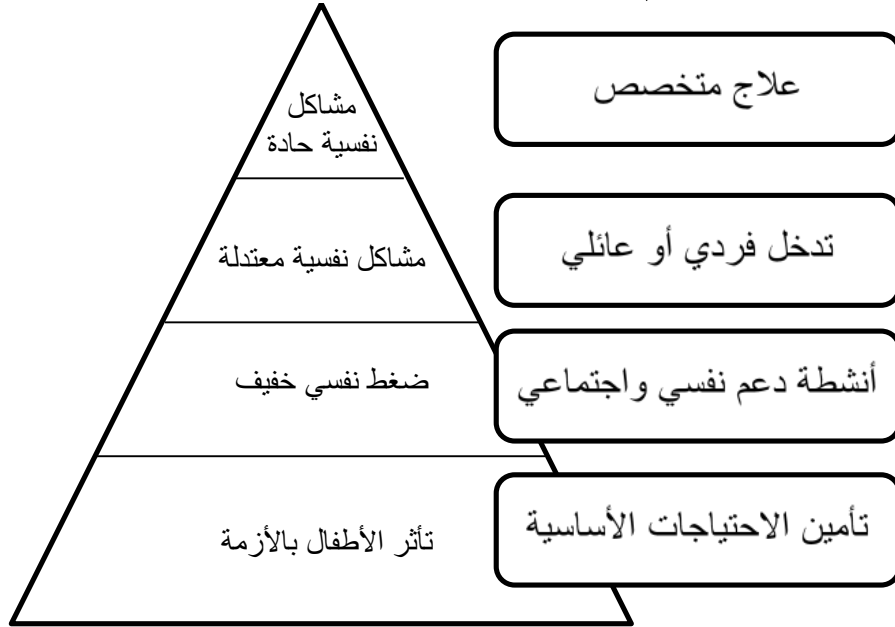 علاج متخصص
مشاكل
نفسية حادة
تدخل فردي أو عائلي
مشاكل نفسية معتدلة
أنشطة دعم نفسي واجتماعي
ضغط نفسي خفيف
تأمين الاحتياجات الأساسية
تأثر الأطفال بالأزمة